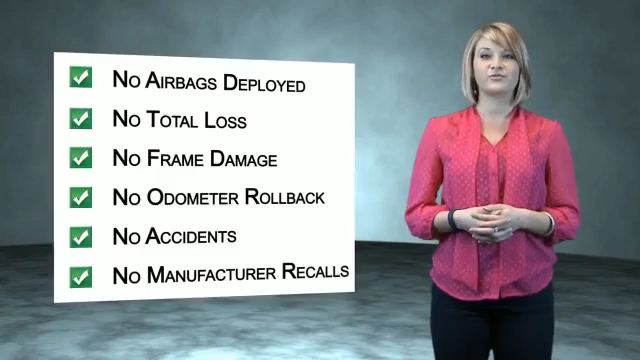 No Airbags Deployed
No Total Loss
No Frame Damage
No Odometer Rollback
No Accidents
No Manufacturer Recalls